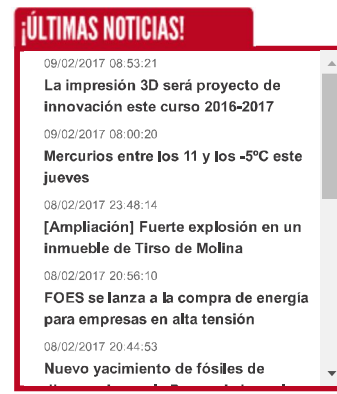 ¡ÚLTIMAS NOTICIAS!
09/02/2017 08:53:21
La impresión 3D será proyecto de
innovación este curso 2016-2017
09/02/2017 08:00:20
Mercurios entre los 11 y los -5ºC este
jueves
08/02/2017 23:48:14
[Ampliación] Fuerte explosión en un
inmueble de Tirso de Molina
08/02/2017 20:56:10
FOES se lanza a la compra de energía
para empresas en alta tensión
08/02/2017 20:44:53
Nuevo yacimiento de fósiles de